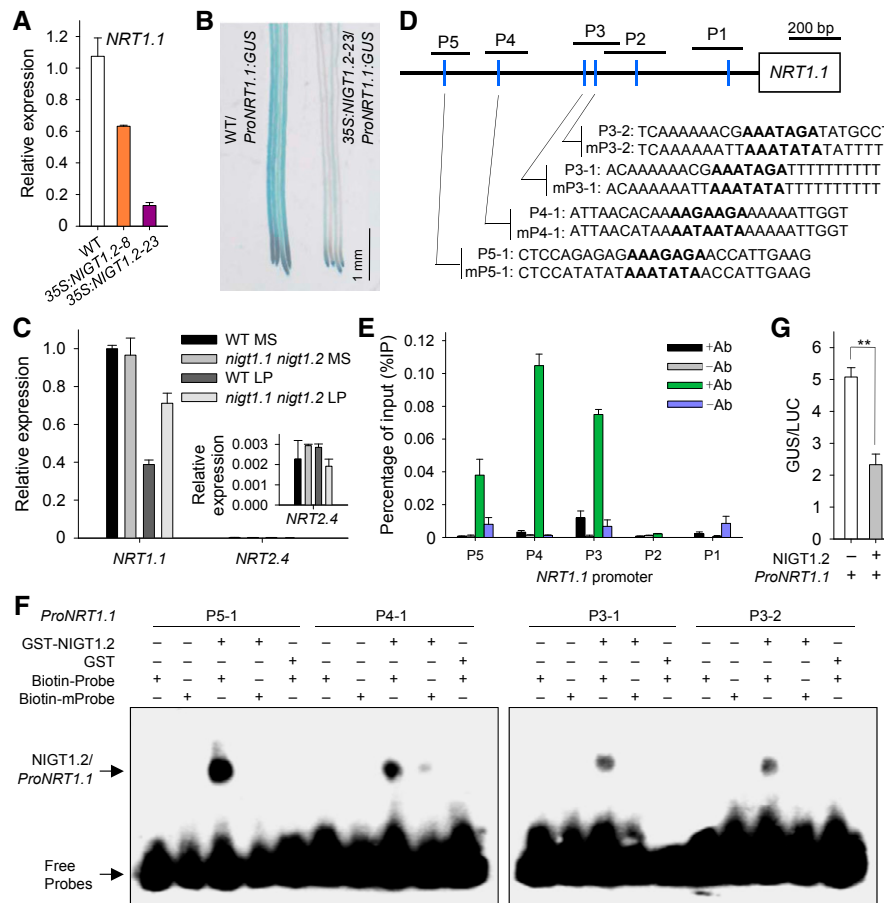 A
NRT1.1
Relative expression
1.2
1.0
0.8
0.6
0.4
0.2
0
WT
35S:NIGT1.2-8
35S:NIGT1.2-23
B
WT/
ProNRT1.1:GUS
35S:NIGT1.2-23/
ProNRT1.1:GUS
1 mm
D
P5
P4
P3
P2
P1
200 bp
NRT1.1
P3-2: TCAAAAAACGAAATAGATATGCCT
mP3-2: TCAAAAAATTAAATATATATTTT
P3-1: ACAAAAAACGAAATAGATTTTTTTTTT
mP3-1: ACAAAAAATTAAATATATTTTTTTTTT
P4-1: ATTAACACAAAAGAAGAAAAAATTGGT
mP4-1: ATTAACATAAAATAATAAAAAATTGGT
P5-1: CTCCAGAGAGAAAGAGAACCATTGAAG
mP5-1: CTCCATATATAAATATAACCATTGAAG
C
Relative expression
1.0
0.8
0.6
0.4
0.2
0
NRT1.1
NRT2.4
WT MS
nigt1.1 nigt1.2 MS
WT LP
nigt1.1 nigt1.2 LP
Relative
expression
0.003
0.002
0.001
0.000
NRT2.4
E
Percentage of input (%IP)
0.12
0.10
0.08
0.06
0.04
0.02
0
P5 P4 P3 P2 P1
NRT1.1 promoter
+Ab
−Ab
+Ab
−Ab
G
GUS/LUC
6
5
4
3
2
1
0
**
NIGT1.2 − +
ProNRT1.1 + +
F
ProNRT1.1 P5-1 P4-1 P3-1 P3-2
GST-NIGT1.2 − − + + − − − + + − − − + + − − − + + −
GST − − − − + − − − − + − − − − + − − − − +
Biotin-Probe + − + − + + − + − + + − + − + + − + − +
Biotin-mProbe − + − + − − + − + − − + − + − − + − + −
NIGT1.2/
ProNRT1.1
Free
Probes